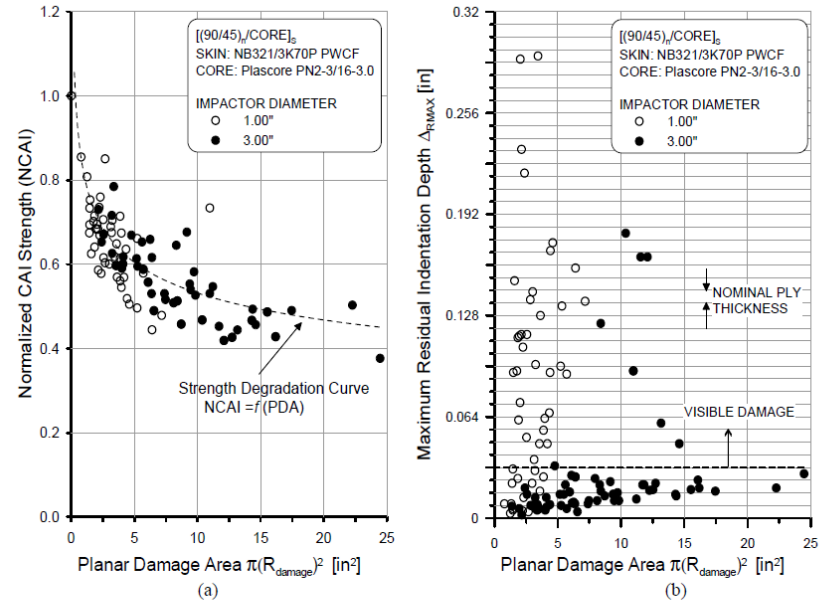 (a)
[(90/45)n/CORE]S
SKIN: NB321/3K70P PWCF
CORE: Plascore PN2-3/16-3.0
IMPACTOR DIAMETER
1.00"
3.00"
Normalized CAI Strength (NCAI)
1.2
1.0
0.8
0.6
0.4
0.2
0.0
Strength Degradation Curve
NCAI =f (PDA)
0 5 10 15 20 25
Planar Damage Area π(Rdamage)² [in²]
(a)
(b)
[(90/45)n/CORE]S
SKIN: NB321/3K70P PWCF
CORE: Plascore PN2-3/16-3.0
IMPACTOR DIAMETER
1.00"
3.00"
Maximum Residual Indentation Depth ΔRMAX [in]
0.32
0.256
0.192
0.128
0.064
0
NOMINAL PLY
THICKNESS
VISIBLE DAMAGE
0 5 10 15 20 25
Planar Damage Area π(Rdamage)² [in²]
(b)